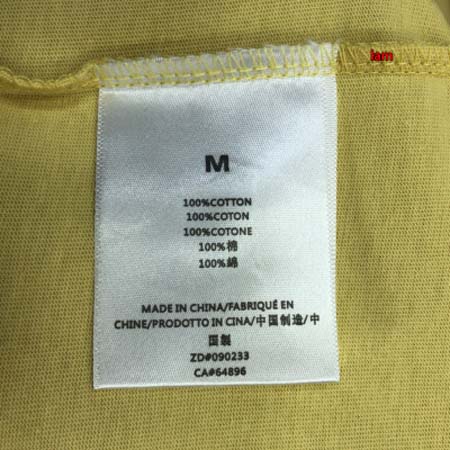 iam
M
100%COTTON
100%COTON
100%COTONE
100%棉
100%綿
MADE IN CHINA/FABRIQUÉ EN
CHINE/PRODOTTO IN CINA/中国制造/中
国製
ZD#090233
CA#64896